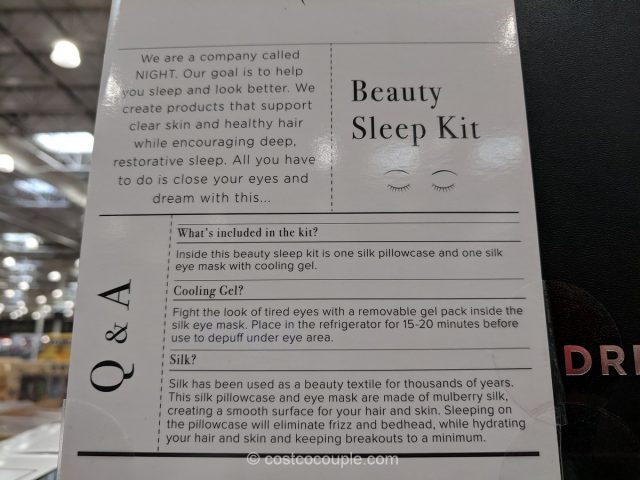 We are a company called
NIGHT. Our goal is to help
you sleep and look better. We
create products that support
clear skin and healthy hair
while encouraging deep,
restorative sleep. All you have
to do is close your eyes and
dream with this...
Beauty
Sleep Kit
Q & A
What's included in the kit?
Inside this beauty sleep kit is one silk pillowcase and one silk
eye mask with cooling gel.
Cooling Gel?
Fight the look of tired eyes with a removable gel pack inside the
silk eye mask. Place in the refrigerator for 15-20 minutes before
use to depuff under eye area.
Silk?
Silk has been used as a beauty textile for thousands of years.
This silk pillowcase and eye mask are made of mulberry silk,
creating a smooth surface for your hair and skin. Sleeping on
the pillowcase will eliminate frizz and bedhead, while hydrating
your hair and skin and keeping breakouts to a minimum.
DRE
© costcocouple.com